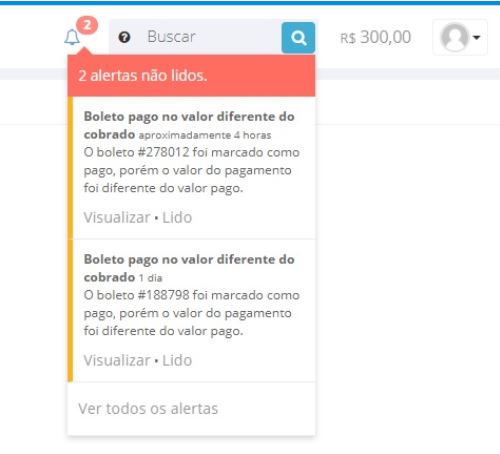 2
Buscar
R$ 300,00
2 alertas não lidos.
Boleto pago no valor diferente do
cobrado aproximadamente 4 horas
O boleto #278012 foi marcado como
pago, porém o valor do pagamento
foi diferente do valor pago.
Visualizar • Lido
Boleto pago no valor diferente do
cobrado 1 dia
O boleto #188798 foi marcado como
pago, porém o valor do pagamento
foi diferente do valor pago.
Visualizar • Lido
Ver todos os alertas